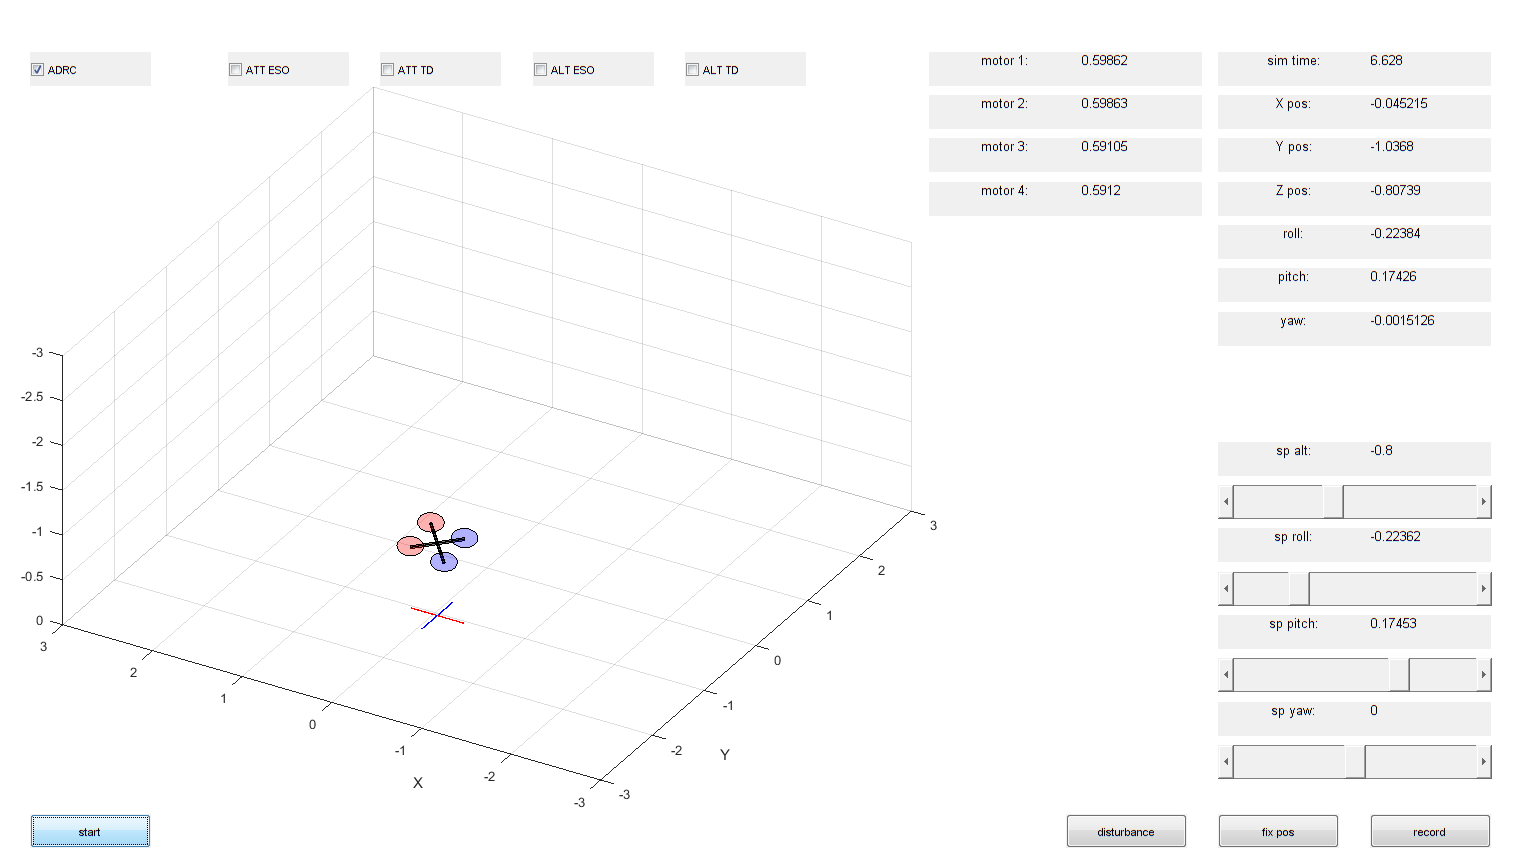 ADRC ATT ESO ATT TD ALT ESO ALT TD
motor 1: 0.59862
motor 2: 0.59863
motor 3: 0.59105
motor 4: 0.5912
sim time: 6.628
X pos: -0.045215
Y pos: -1.0368
Z pos: -0.80739
roll: -0.22384
pitch: 0.17426
yaw: -0.0015126
sp alt: -0.8
sp roll: -0.22362
sp pitch: 0.17453
sp yaw: 0
-3
-2.5
-2
-1.5
-1
-0.5
0
3
2
1
0
-1
-2
-3
X
-3
-2
-1
0
1
2
3
Y
start disturbance fix pos record